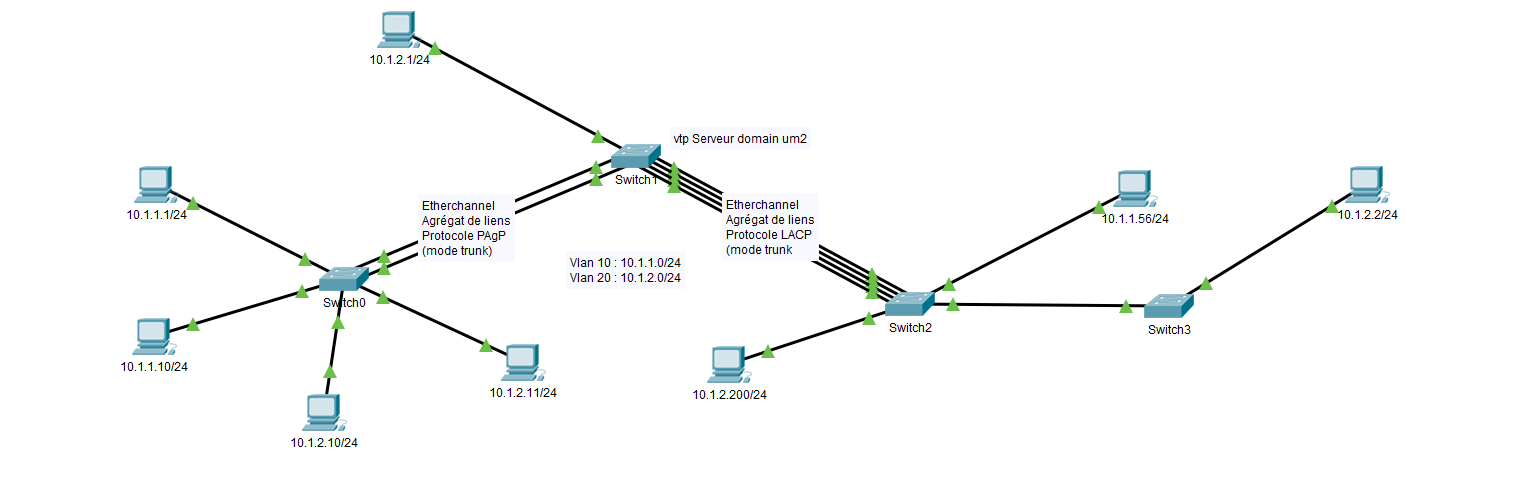 10.1.2.1/24
vtp Serveur domain um2
Switch1
10.1.1.1/24
Etherchannel
Agrégat de liens
Protocole PAgP
(mode trunk)
Etherchannel
Agrégat de liens
Protocole LACP
(mode trunk
10.1.1.56/24
10.1.2.2/24
Vlan 10 : 10.1.1.0/24
Vlan 20 : 10.1.2.0/24
Switch0
Switch2
Switch3
10.1.1.10/24
10.1.2.11/24
10.1.2.200/24
10.1.2.10/24